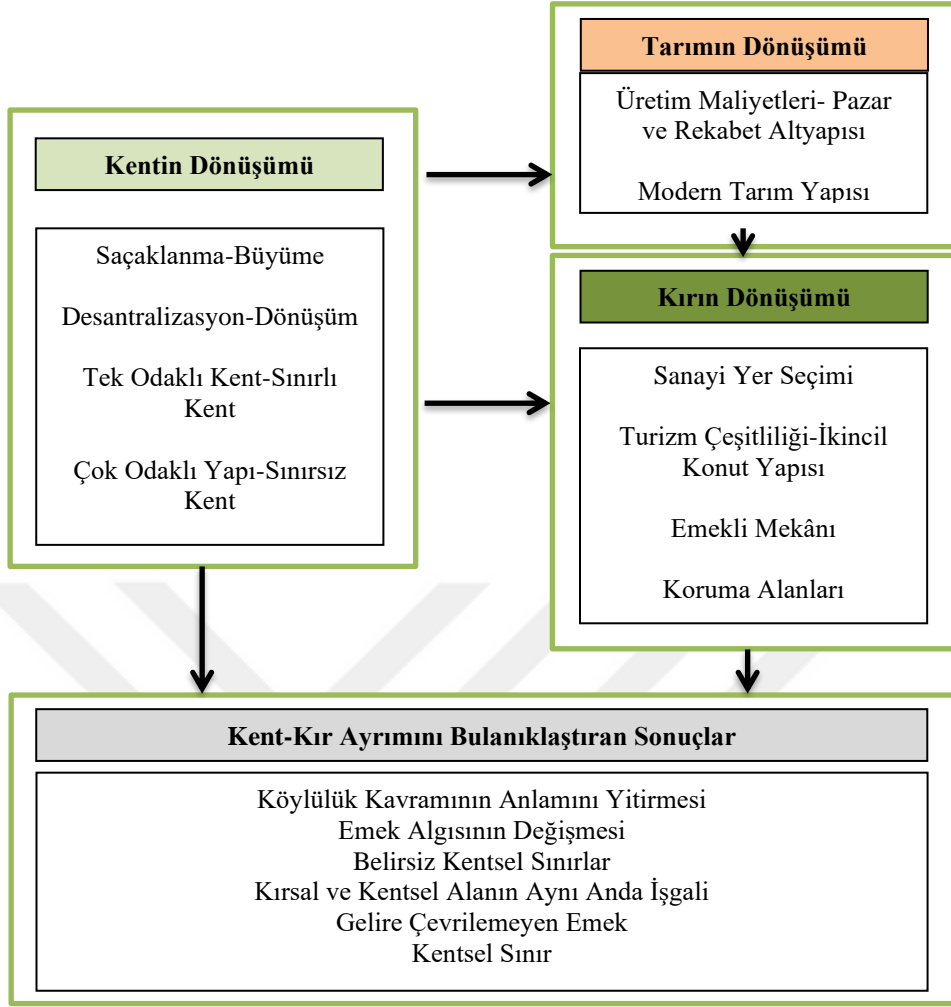 Tarımın Dönüşümü
Üretim Maliyetleri- Pazar
ve Rekabet Altyapısı
Modern Tarım Yapısı
Kentin Dönüşümü
Saçaklanma-Büyüme
Desantralizasyon-Dönüşüm
Tek Odaklı Kent-Sınırlı
Kent
Çok Odaklı Yapı-Sınırsız
Kent
Kırın Dönüşümü
Sanayi Yer Seçimi
Turizm Çeşitliliği-İkincil
Konut Yapısı
Emekli Mekânı
Koruma Alanları
Kent-Kır Ayrımını Bulanıklaştıran Sonuçlar
Köylülük Kavramının Anlamını Yitirmesi
Emek Algısının Değişmesi
Belirsiz Kentsel Sınırlar
Kırsal ve Kentsel Alanın Aynı Anda İşgali
Gelire Çevrilemeyen Emek
Kentsel Sınır